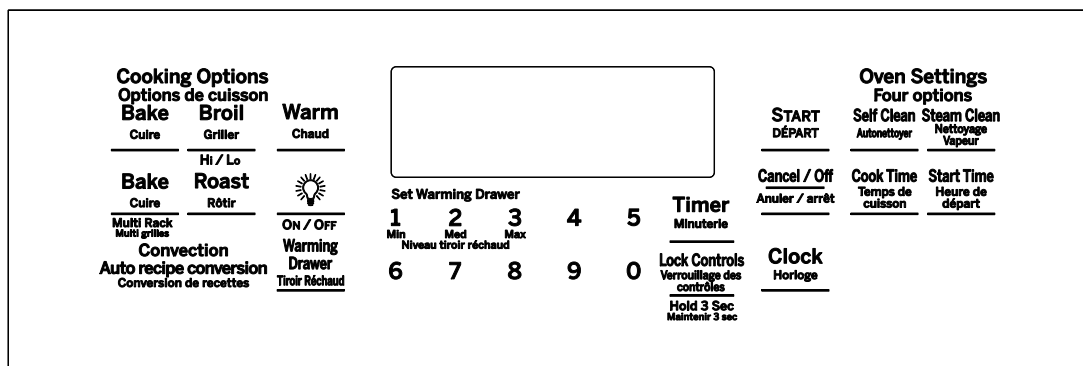 Cooking Options
Options de cuisson
Bake
Cuire
Broil
Griller
Hi / Lo
Warm
Chaud
Bake
Cuire
Multi Rack
Multi grilles
Roast
Rôtir
ON / OFF
Convection
Auto recipe conversion
Conversion de recettes
Warming
Drawer
Tiroir Réchaud
Set Warming Drawer
1 2 3 4 5
Min Med Max
Niveau tiroir réchaud
6 7 8 9 0
Timer
Minuterie
Lock Controls
Verrouillage des
contrôles
Hold 3 Sec
Maintenir 3 sec
START
DÉPART
Cancel / Off
Anuler / arrêt
Clock
Horloge
Oven Settings
Four options
Self Clean
Autonettoyer
Steam Clean
Nettoyage
Vapeur
Cook Time
Temps de
cuisson
Start Time
Heure de
départ